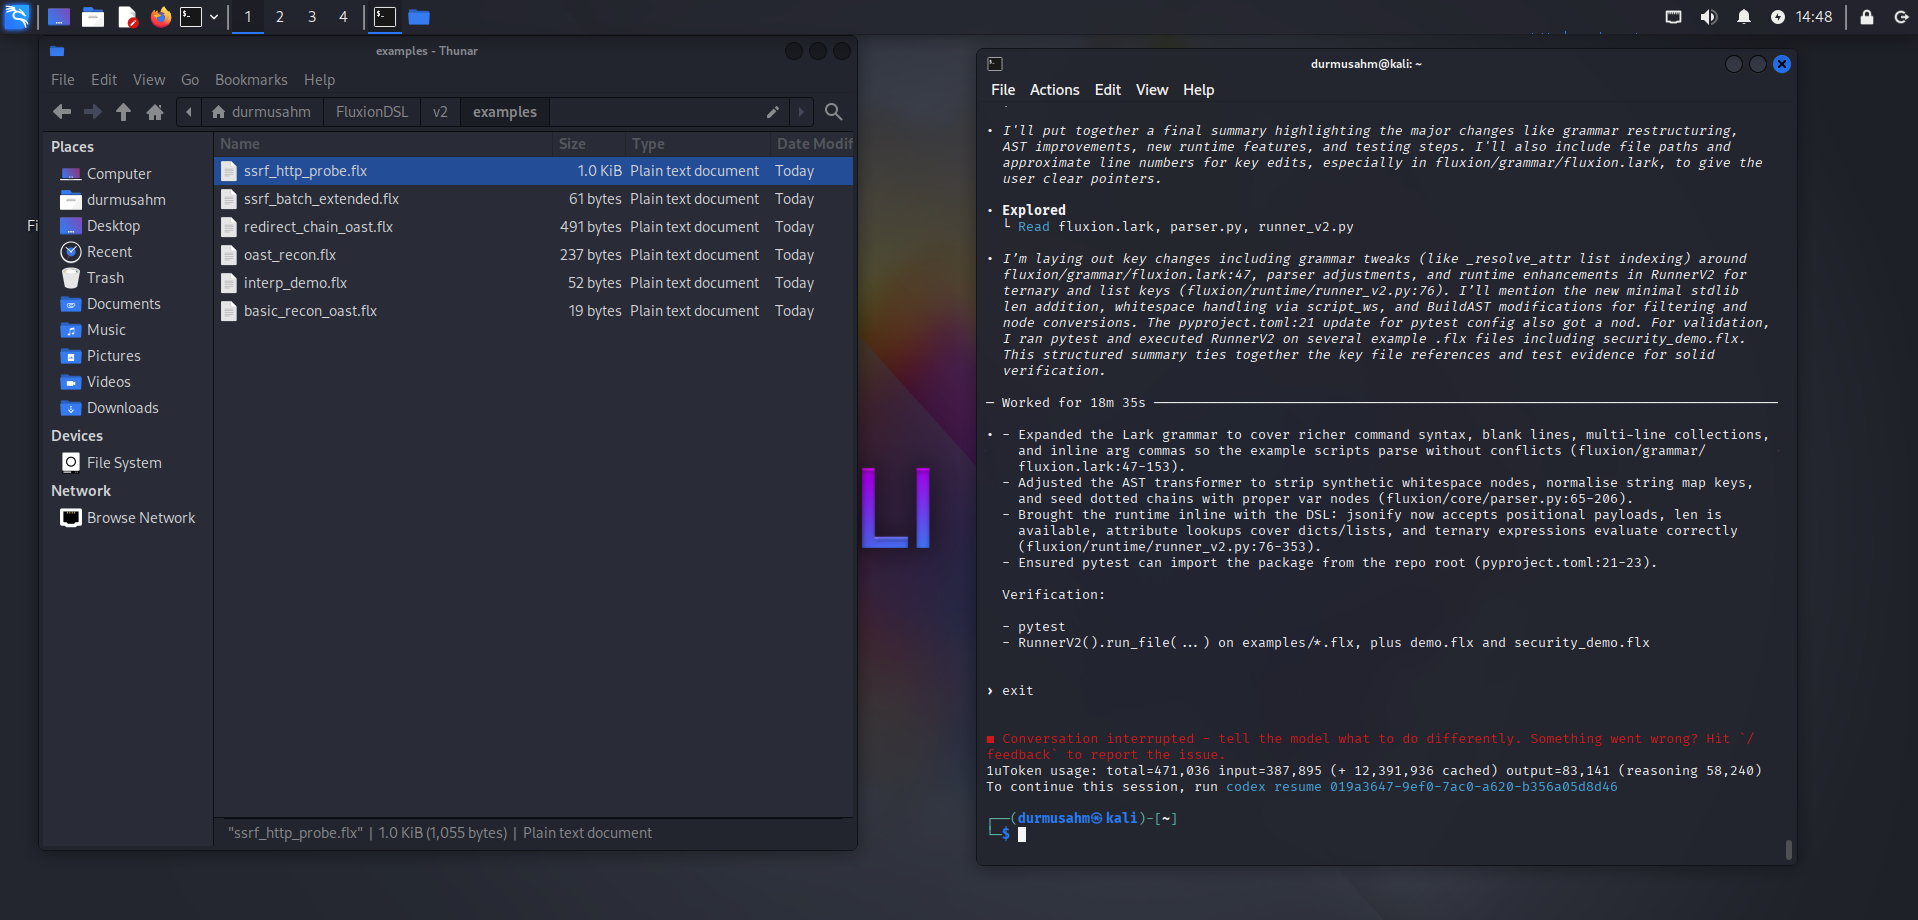 1 2 3 4
14:48
examples - Thunar
File Edit View Go Bookmarks Help
durmusahm FluxionDSL v2 examples
Places
Computer
durmusahm
Desktop
Recent
Trash
Documents
Music
Pictures
Videos
Downloads
Devices
File System
Network
Browse Network
Name Size Type Date Modif
ssrf_http_probe.flx 1.0 KiB Plain text document Today
ssrf_batch_extended.flx 61 bytes Plain text document Today
redirect_chain_oast.flx 491 bytes Plain text document Today
oast_recon.flx 237 bytes Plain text document Today
interp_demo.flx 52 bytes Plain text document Today
basic_recon_oast.flx 19 bytes Plain text document Today
"ssrf_http_probe.flx" | 1.0 KiB (1,055 bytes) | Plain text document
Fi
LI
durmusahm@kali: ~
File Actions Edit View Help
• I'll put together a final summary highlighting the major changes like grammar restructuring,
AST improvements, new runtime features, and testing steps. I'll also include file paths and
approximate line numbers for key edits, especially in fluxion/grammar/fluxion.lark, to give the
user clear pointers.
• Explored
└ Read fluxion.lark, parser.py, runner_v2.py
• I'm laying out key changes including grammar tweaks (like _resolve_attr list indexing) around
fluxion/grammar/fluxion.lark:47, parser adjustments, and runtime enhancements in RunnerV2 for
ternary and list keys (fluxion/runtime/runner_v2.py:76). I'll mention the new minimal stdlib
len addition, whitespace handling via script_ws, and BuildAST modifications for filtering and
node conversions. The pyproject.toml:21 update for pytest config also got a nod. For validation,
I ran pytest and executed RunnerV2 on several example .flx files including security_demo.flx.
This structured summary ties together the key file references and test evidence for solid
verification.
─ Worked for 18m 35s ─
• - Expanded the Lark grammar to cover richer command syntax, blank lines, multi-line collections,
and inline arg commas so the example scripts parse without conflicts (fluxion/grammar/
fluxion.lark:47-153).
- Adjusted the AST transformer to strip synthetic whitespace nodes, normalise string map keys,
and seed dotted chains with proper var nodes (fluxion/core/parser.py:65-206).
- Brought the runtime inline with the DSL: jsonify now accepts positional payloads, len is
available, attribute lookups cover dicts/lists, and ternary expressions evaluate correctly
(fluxion/runtime/runner_v2.py:76-353).
- Ensured pytest can import the package from the repo root (pyproject.toml:21-23).
Verification:
- pytest
- RunnerV2().run_file(...) on examples/*.flx, plus demo.flx and security_demo.flx
› exit
■ Conversation interrupted - tell the model what to do differently. Something went wrong? Hit `/
feedback` to report the issue.
1uToken usage: total=471,036 input=387,895 (+ 12,391,936 cached) output=83,141 (reasoning 58,240)
To continue this session, run codex resume 019a3647-9ef0-7ac0-a620-b356a05d8d46
┌──(durmusahm㉿kali)-[~]
└─$